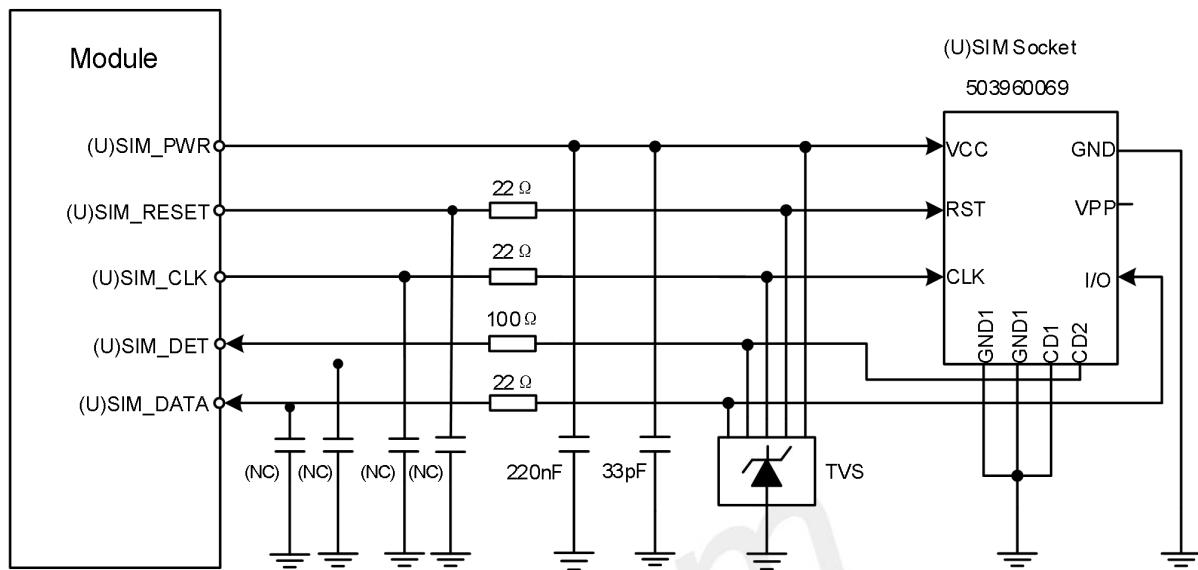 Module
(U)SIM Socket
503960069
(U)SIM_PWR
VCC
GND
22 Ω
(U)SIM_RESET
RST
VPP
22 Ω
(U)SIM_CLK
CLK
I/O
100 Ω
(U)SIM_DET
GND1
GND1
CD1
CD2
22 Ω
(U)SIM_DATA
(NC)
(NC)
(NC)
(NC)
220nF
33pF
TVS